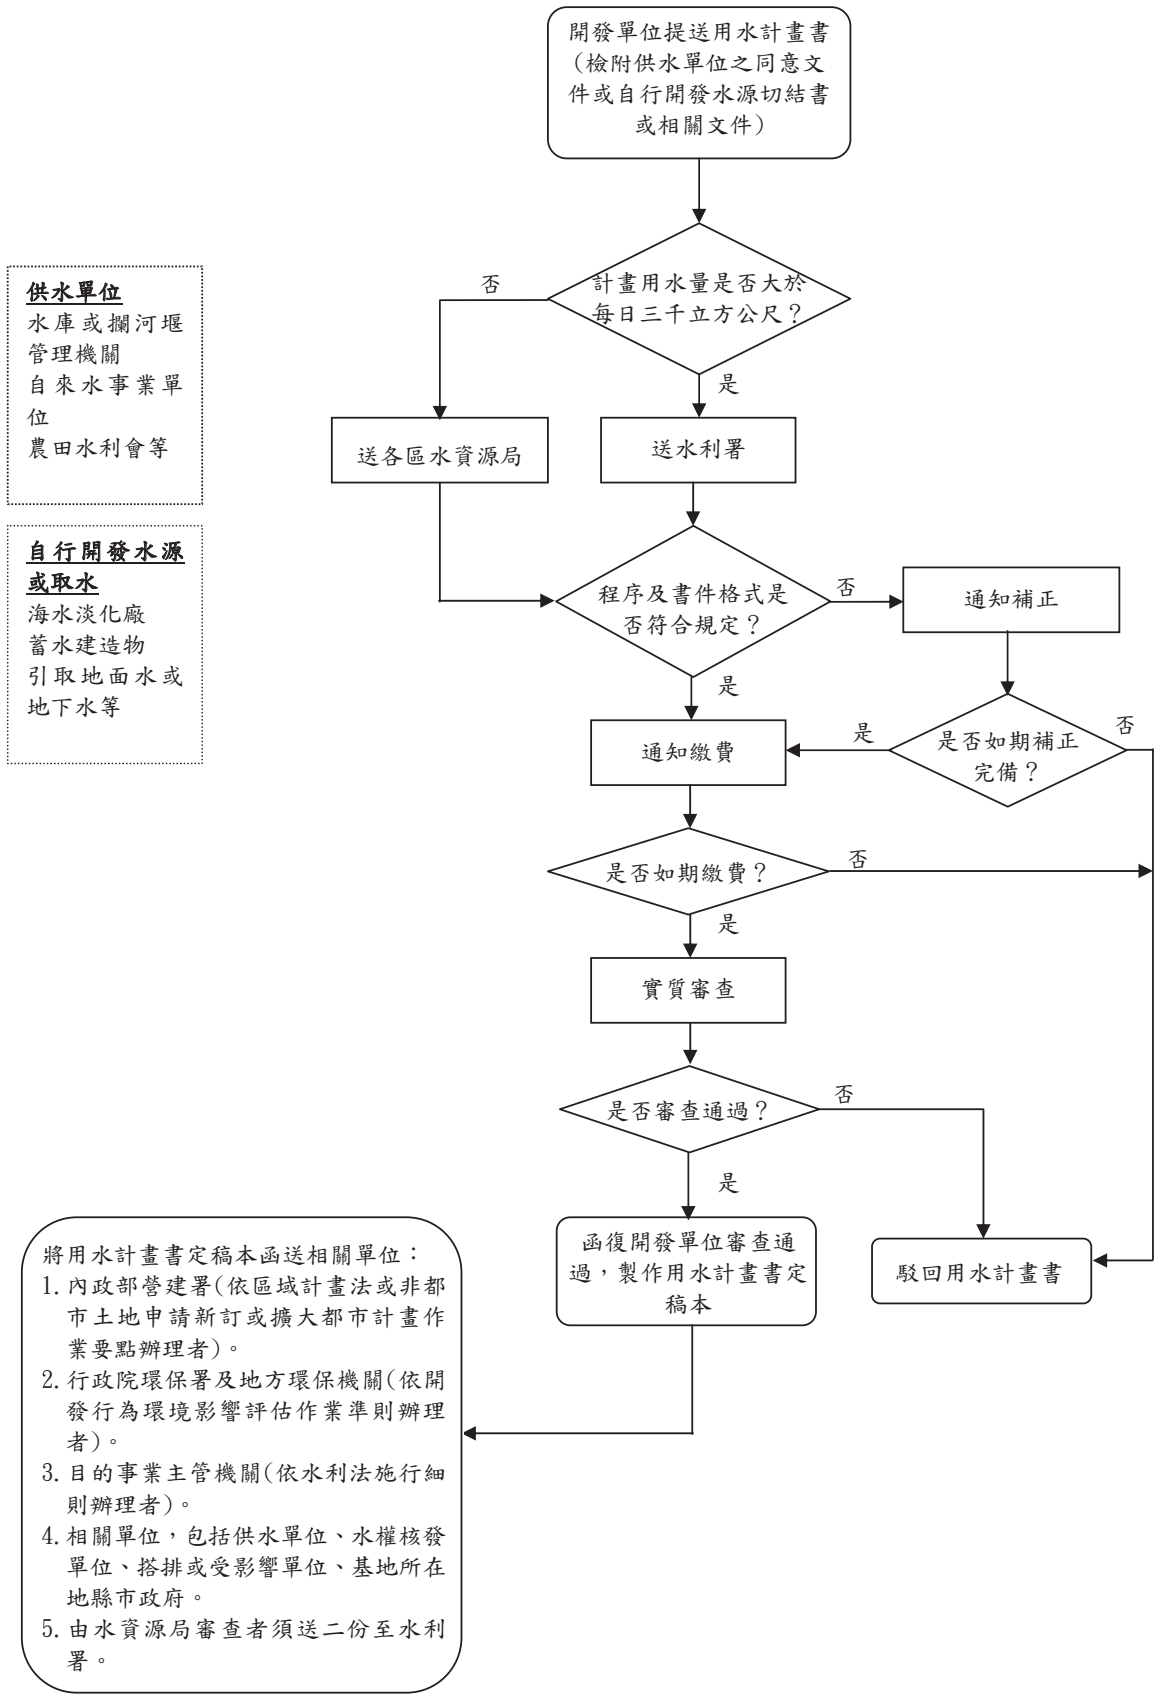 開發單位提送用水計畫書
(檢附供水單位之同意文
件或自行開發水源切結書
或相關文件)
計畫用水量是否大於
每日三千立方公尺？
否
是
供水單位
水庫或攔河堰
管理機關
自來水事業單
位
農田水利會等
送各區水資源局
送水利署
自行開發水源
或取水
海水淡化廠
蓄水建造物
引取地面水或
地下水等
程序及書件格式是
否符合規定？
否
通知補正
是
通知繳費
是
是否如期補正
完備？
否
是否如期繳費？
否
是
實質審查
是否審查通過？
否
是
函復開發單位審查通
過，製作用水計畫書定
稿本
駁回用水計畫書
將用水計畫書定稿本函送相關單位：
1. 內政部營建署(依區域計畫法或非都
市土地申請新訂或擴大都市計畫作
業要點辦理者)。
2. 行政院環保署及地方環保機關(依開
發行為環境影響評估作業準則辦理
者)。
3. 目的事業主管機關(依水利法施行細
則辦理者)。
4. 相關單位，包括供水單位、水權核發
單位、搭排或受影響單位、基地所在
地縣市政府。
5. 由水資源局審查者須送二份至水利
署。